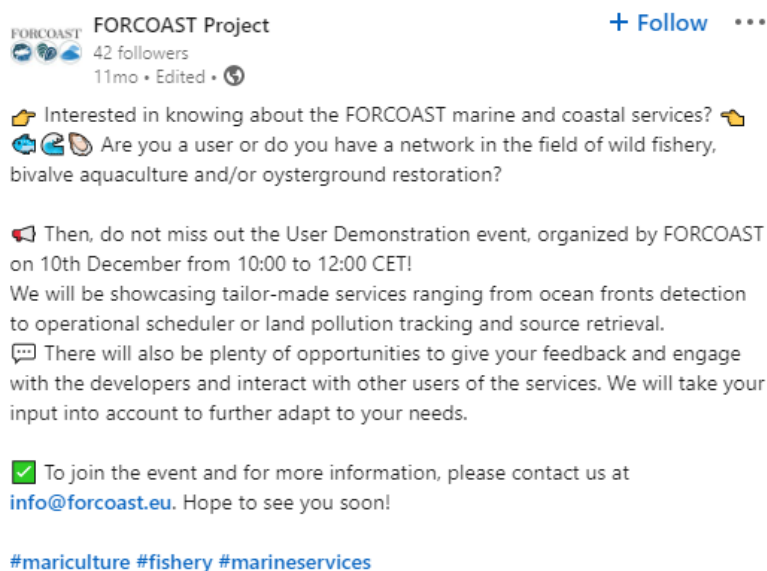 FORCOAST
FORCOAST Project
42 followers
11mo • Edited •
+ Follow
👉 Interested in knowing about the FORCOAST marine and coastal services? 👈
🐟🌊🦪 Are you a user or do you have a network in the field of wild fishery,
bivalve aquaculture and/or oysterground restoration?
📢 Then, do not miss out the User Demonstration event, organized by FORCOAST
on 10th December from 10:00 to 12:00 CET!
We will be showcasing tailor-made services ranging from ocean fronts detection
to operational scheduler or land pollution tracking and source retrieval.
💬 There will also be plenty of opportunities to give your feedback and engage
with the developers and interact with other users of the services. We will take your
input into account to further adapt to your needs.
✅ To join the event and for more information, please contact us at
info@forcoast.eu. Hope to see you soon!
#mariculture #fishery #marineservices